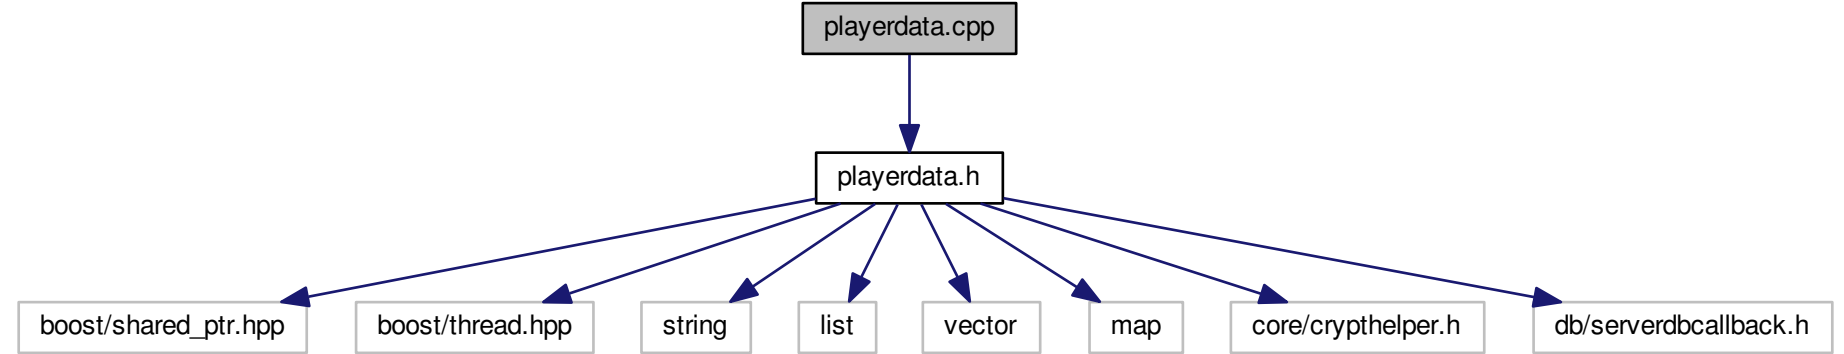 playerdata.cpp
playerdata.h
boost/shared_ptr.hpp
boost/thread.hpp
string
list
vector
map
core/crypthelper.h
db/serverdbcallback.h